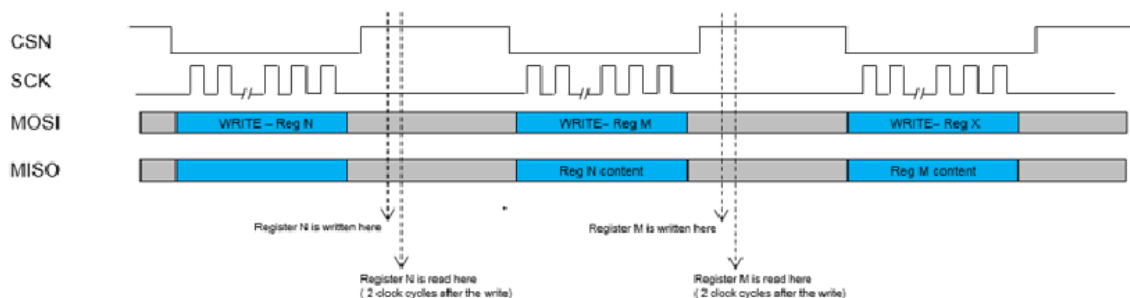 CSN
SCK
MOSI
WRITE – Reg N
WRITE– Reg M
WRITE– Reg X
MISO
Reg N content
Reg M content
Register N is written here
Register M is written here
Register N is read here
( 2 clock cycles after the write)
Register M is read here
( 2 clock cycles after the write)